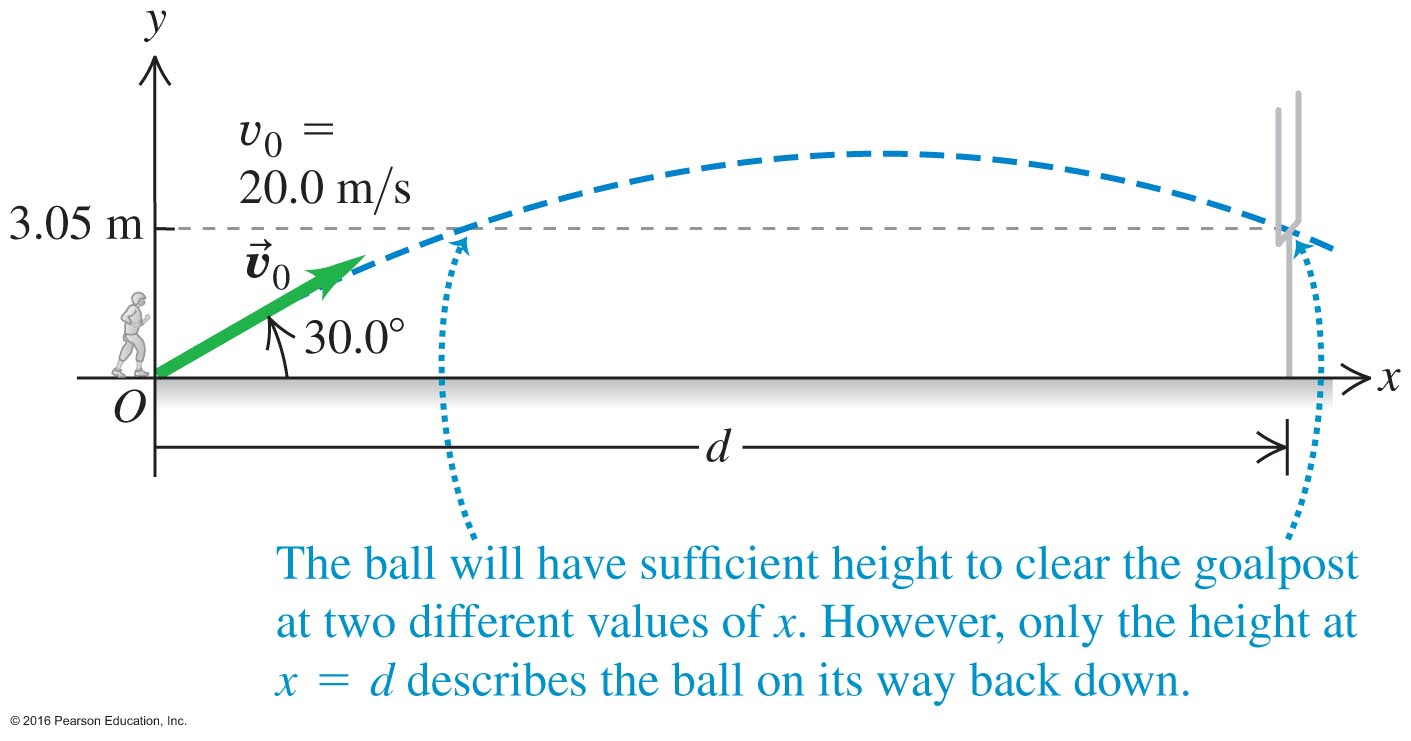 y
v₀ =
20.0 m/s
3.05 m
v⃗₀
30.0°
x
O
d
The ball will have sufficient height to clear the goalpost
at two different values of x. However, only the height at
x = d describes the ball on its way back down.
© 2016 Pearson Education, Inc.